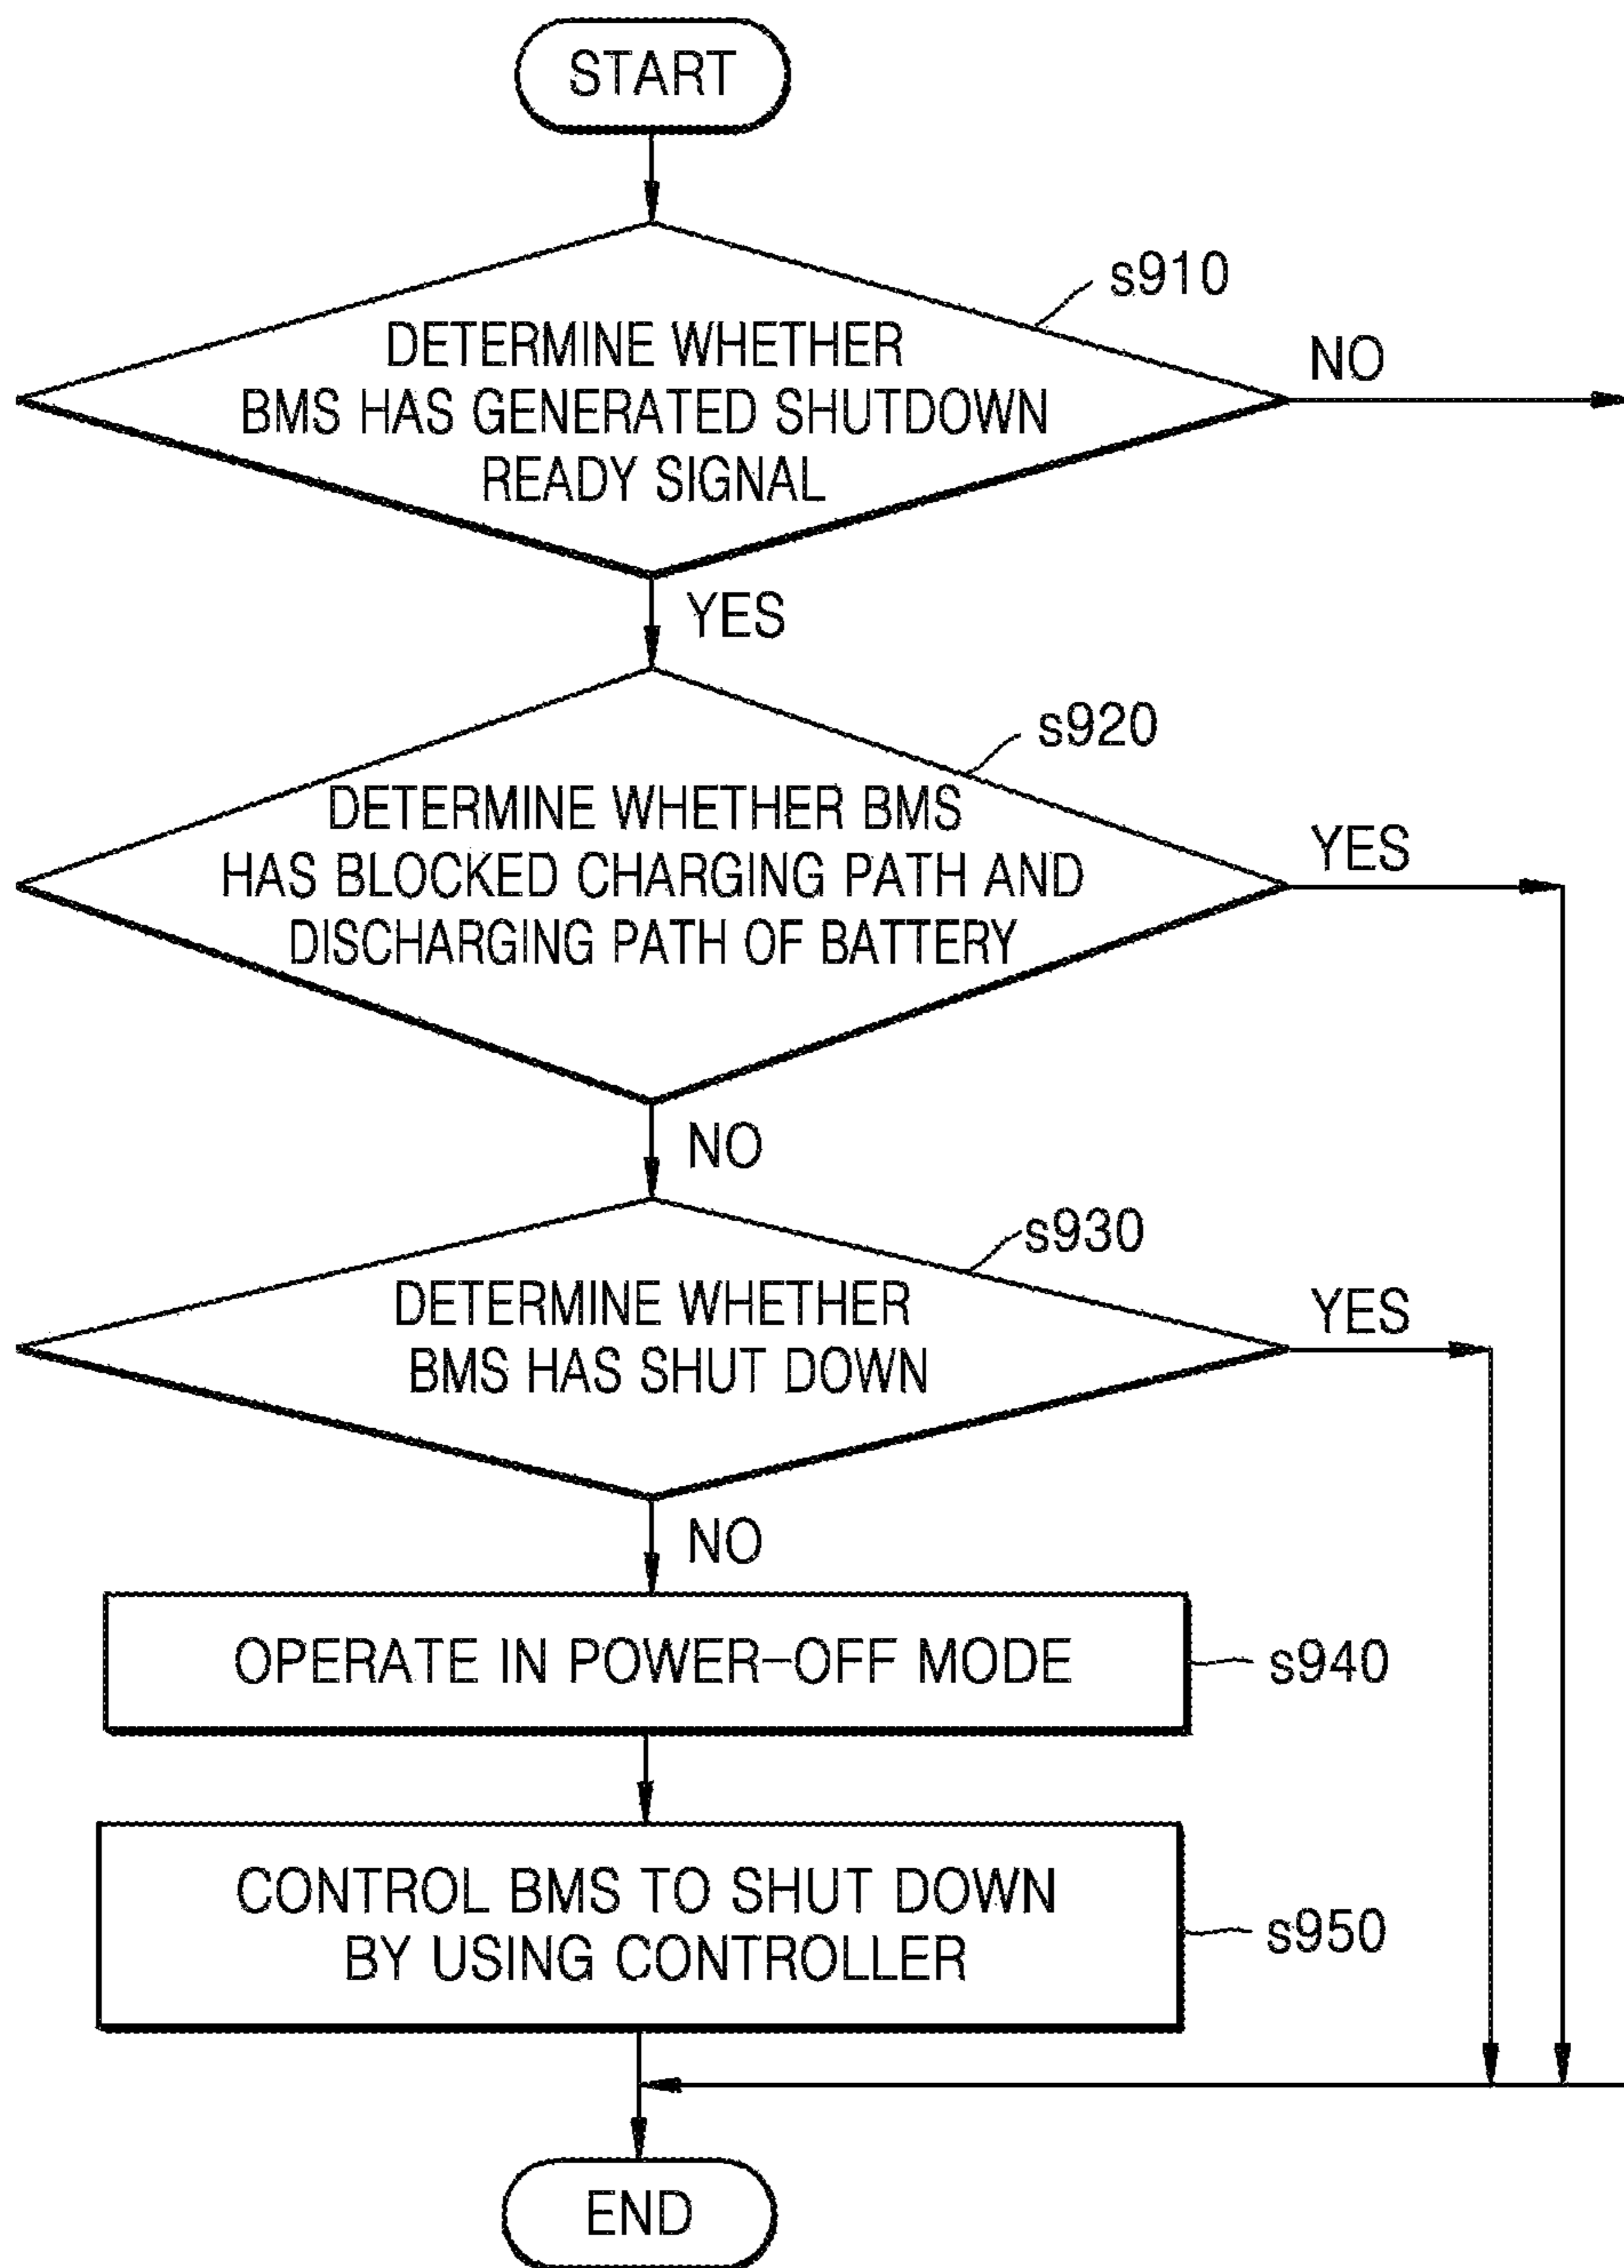 START
s910
DETERMINE WHETHER
BMS HAS GENERATED SHUTDOWN
READY SIGNAL
NO
YES
s920
DETERMINE WHETHER BMS
HAS BLOCKED CHARGING PATH AND
DISCHARGING PATH OF BATTERY
YES
NO
s930
DETERMINE WHETHER
BMS HAS SHUT DOWN
YES
NO
OPERATE IN POWER-OFF MODE
s940
CONTROL BMS TO SHUT DOWN
BY USING CONTROLLER
s950
END